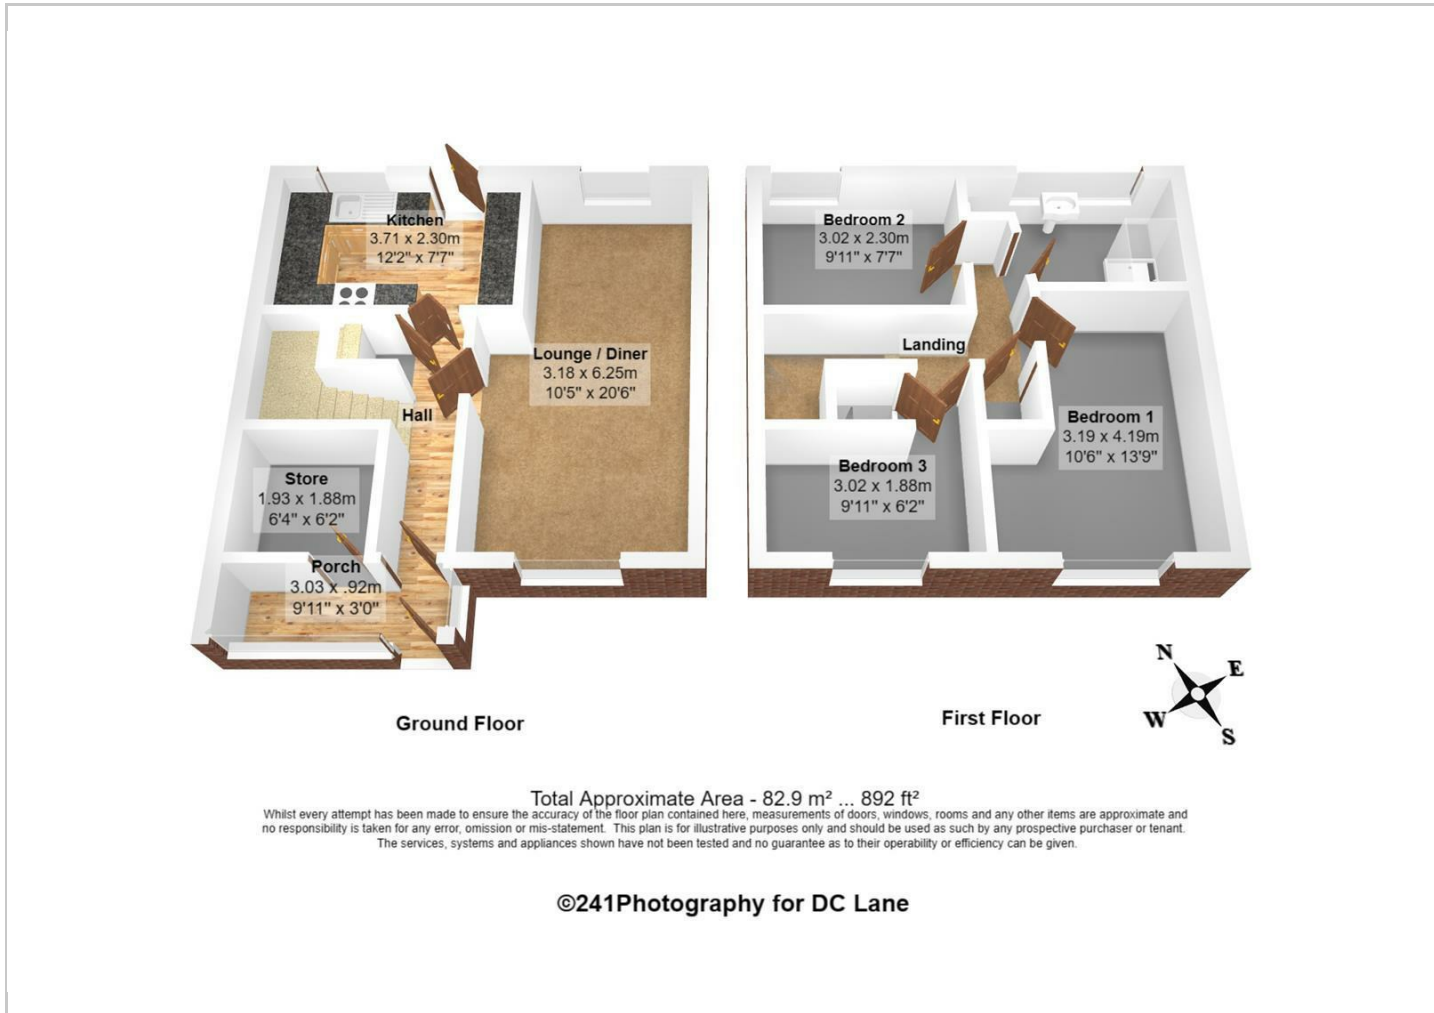 Kitchen
3.71 x 2.30m
12'2" x 7'7"
Lounge / Diner
3.18 x 6.25m
10'5" x 20'6"
Hall
Store
1.93 x 1.88m
6'4" x 6'2"
Porch
3.03 x .92m
9'11" x 3'0"
Ground Floor
Bedroom 2
3.02 x 2.30m
9'11" x 7'7"
Landing
Bedroom 1
3.19 x 4.19m
10'6" x 13'9"
Bedroom 3
3.02 x 1.88m
9'11" x 6'2"
First Floor
N
E
W
S
Total Approximate Area - 82.9 m² ... 892 ft²
Whilst every attempt has been made to ensure the accuracy of the floor plan contained here, measurements of doors, windows, rooms and any other items are approximate and
no responsibility is taken for any error, omission or mis-statement. This plan is for illustrative purposes only and should be used as such by any prospective purchaser or tenant.
The services, systems and appliances shown have not been tested and no guarantee as to their operability or efficiency can be given.
©241Photography for DC Lane